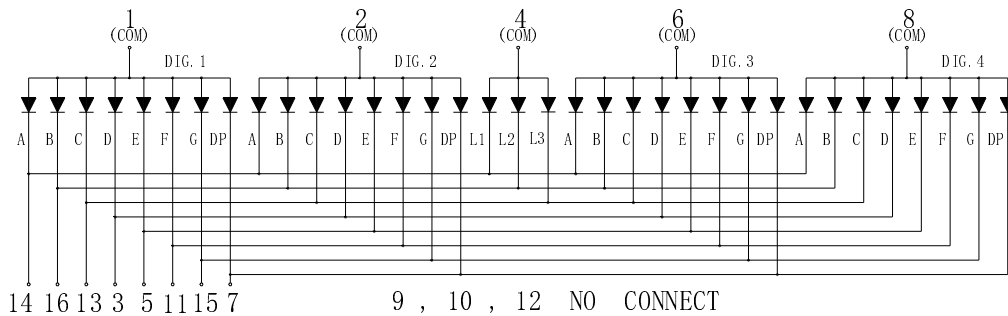 1 2 4 6 8
(COM) (COM) (COM) (COM) (COM)
DIG.1 DIG.2 DIG.3 DIG.4
A B C D E F G DP A B C D E F G DP L1 L2 L3 A B C D E F G DP A B C D E F G DP
14 16 13 3 5 11 15 7 9 , 10 , 12 NO CONNECT